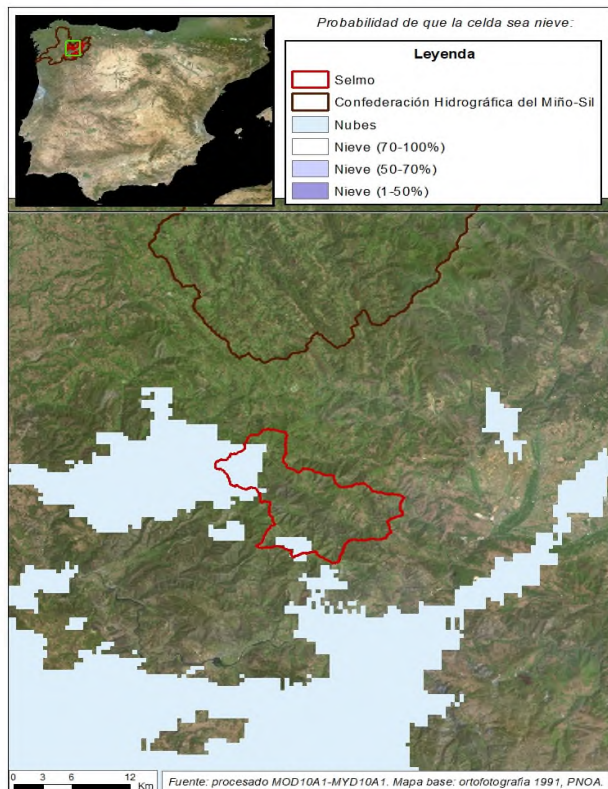 Probabilidad de que la celda sea nieve:
Leyenda
Selmo
Confederación Hidrográfica del Miño-Sil
Nubes
Nieve (70-100%)
Nieve (50-70%)
Nieve (1-50%)
0 3 6 12
Km
Fuente: procesado MOD10A1-MYD10A1. Mapa base: ortofotografía 1991, PNOA.